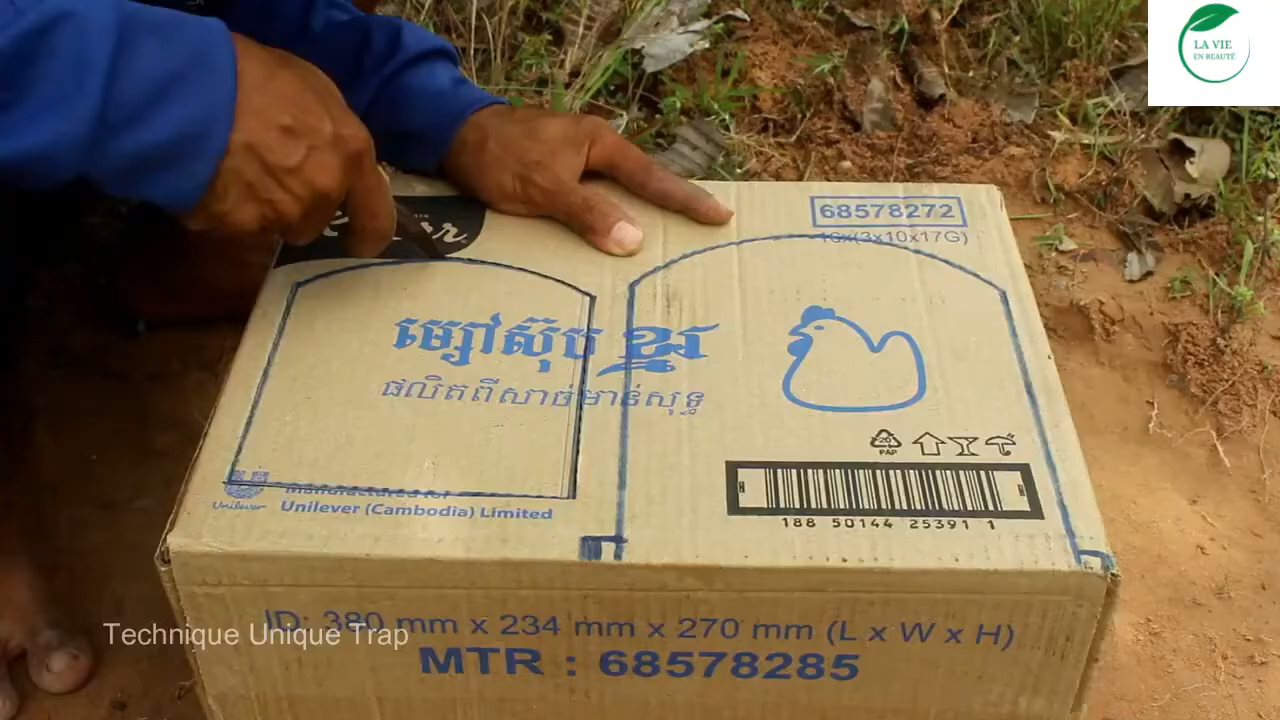 LA VIE
EN BEAUTÉ
68578272
16x(3x10x17G)
ម្សៅស៊ុប ខ្នរ
ផលិតពីសាច់មាន់សុទ្ធ
20
PAP
Unilever
Manufactured for
Unilever (Cambodia) Limited
188 50144 25391 1
ID: 380 mm x 234 mm x 270 mm (L x W x H)
Technique Unique Trap
MTR : 68578285